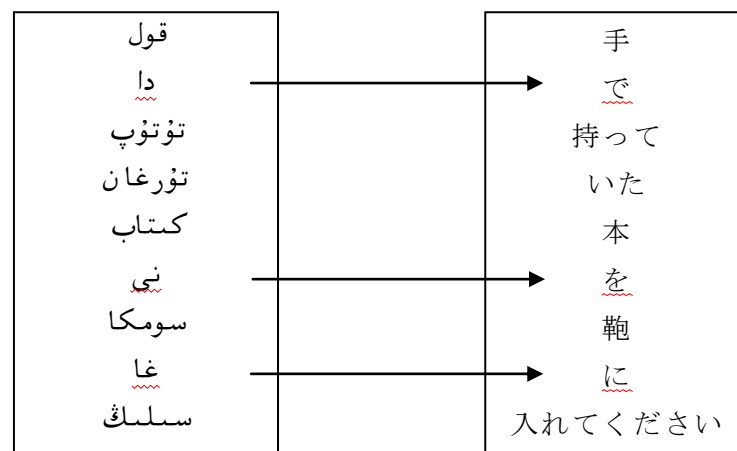 قول
دا
تۇتۇپ
تۇرغان
كىتاب
نى
سومكا
غا
سىلىڭ
手
で
持って
いた
本
を
鞄
に
入れてください